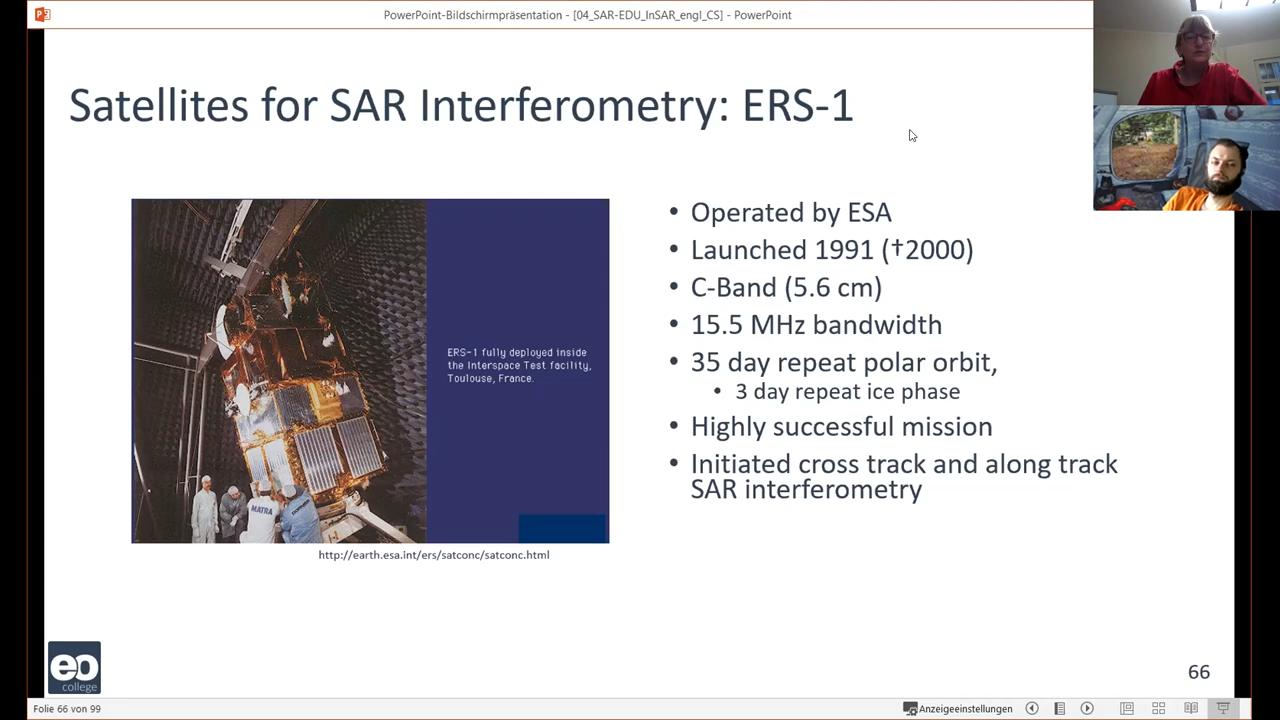 PowerPoint-Bildschirmpräsentation - [04_SAR-EDU_InSAR_engl_CS] - PowerPoint
Satellites for SAR Interferometry: ERS-1
ERS-1 fully deployed inside
the Interspace Test facility,
Toulouse, France.
MATRA
http://earth.esa.int/ers/satconc/satconc.html
• Operated by ESA
• Launched 1991 (†2000)
• C-Band (5.6 cm)
• 15.5 MHz bandwidth
• 35 day repeat polar orbit,
• 3 day repeat ice phase
• Highly successful mission
• Initiated cross track and along track
SAR interferometry
eo
college
66
Folie 66 von 99
Anzeigeeinstellungen